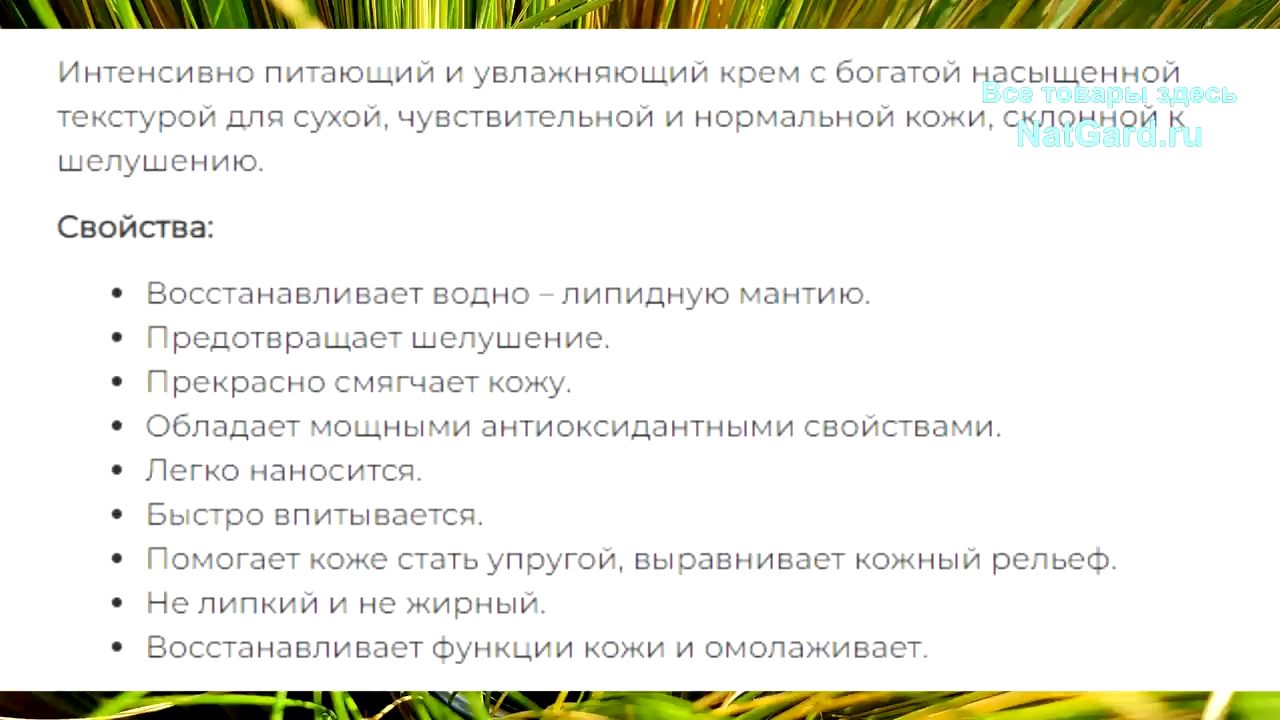 Интенсивно питающий и увлажняющий крем с богатой насыщенной
Все товары здесь
текстурой для сухой, чувствительной и нормальной кожи, склонной к
NatGard.ru
шелушению.
Свойства:
• Восстанавливает водно – липидную мантию.
• Предотвращает шелушение.
• Прекрасно смягчает кожу.
• Обладает мощными антиоксидантными свойствами.
• Легко наносится.
• Быстро впитывается.
• Помогает коже стать упругой, выравнивает кожный рельеф.
• Не липкий и не жирный.
• Восстанавливает функции кожи и омолаживает.